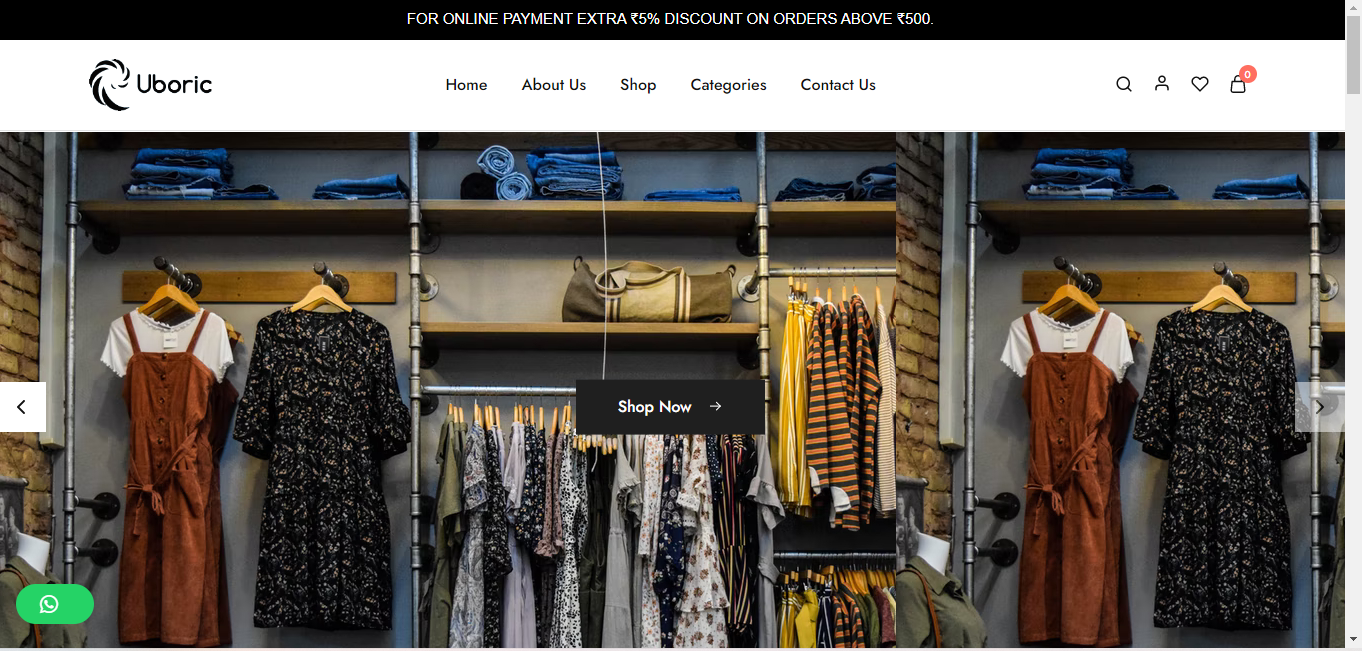 FOR ONLINE PAYMENT EXTRA ₹5% DISCOUNT ON ORDERS ABOVE ₹500.
Uboric
Home About Us Shop Categories Contact Us
0
Shop Now